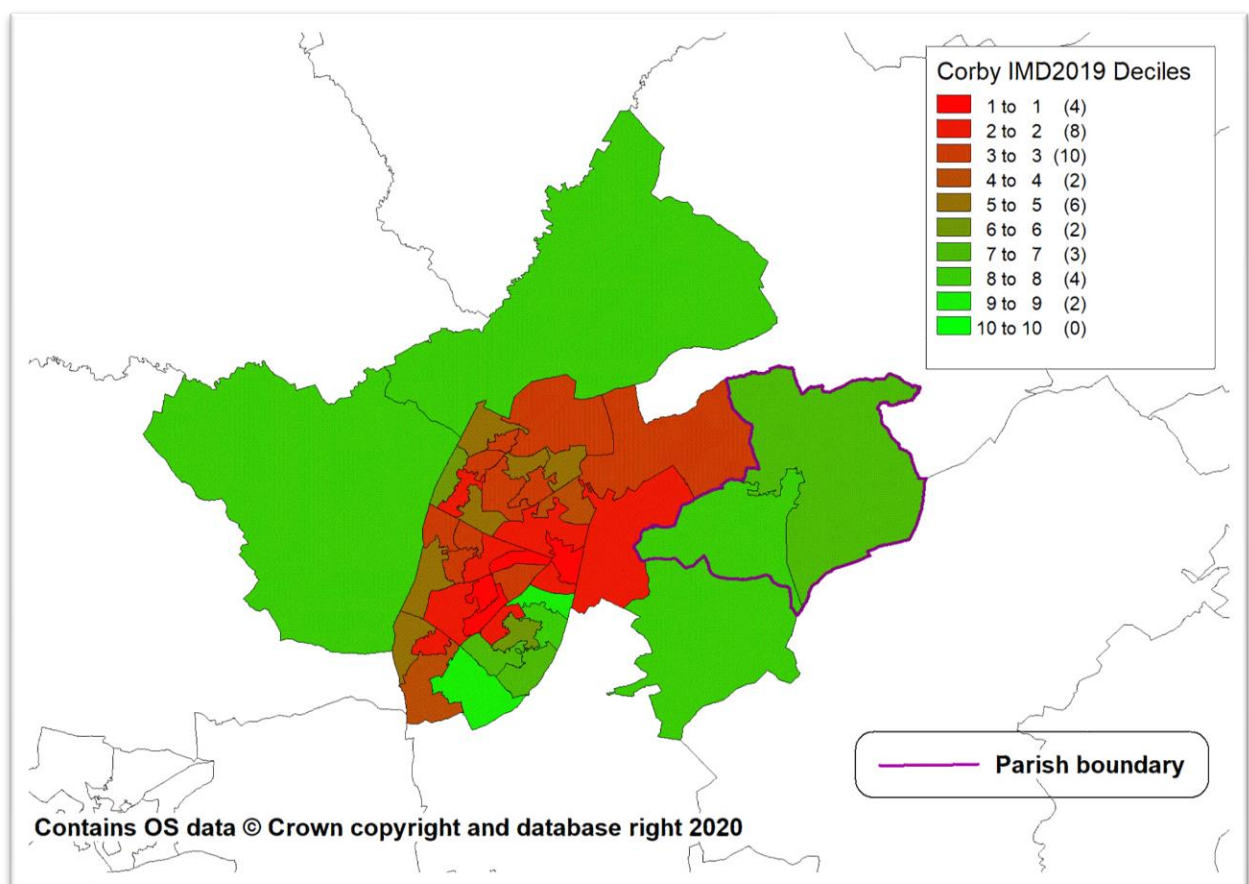 Corby IMD2019 Deciles
1 to 1 (4)
2 to 2 (8)
3 to 3 (10)
4 to 4 (2)
5 to 5 (6)
6 to 6 (2)
7 to 7 (3)
8 to 8 (4)
9 to 9 (2)
10 to 10 (0)
Parish boundary
Contains OS data © Crown copyright and database right 2020